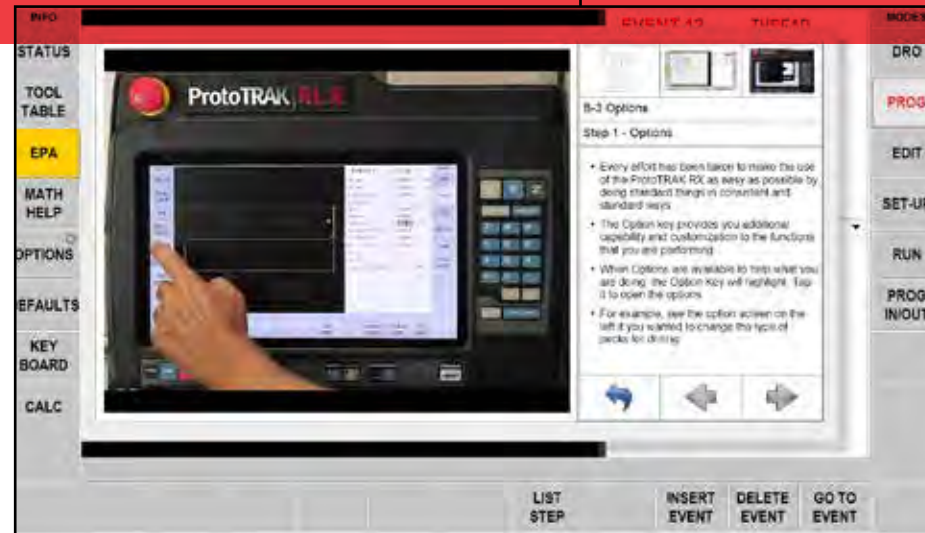 INFO
STATUS
TOOL
TABLE
EPA
MATH
HELP
OPTIONS
DEFAULTS
KEY
BOARD
CALC
ProtoTRAK RLX
EVENT 12 THREAD
B-3 Options
Step 1 - Options
• Every effort has been taken to make the use
of the ProtoTRAK RX as easy as possible by
doing standard things in consistent and
standard ways
• The Option key provides you additional
capability and customization to the functions
that you are performing
• When Options are available to help what you
are doing, the Option Key will highlight. Tap
it to open the options
• For example, see the option screen on the
left if you wanted to change the type of
pecks for drilling
MODES
DRO
PROG
EDIT
SET-UP
RUN
PROG
IN/OUT
LIST
STEP
INSERT
EVENT
DELETE
EVENT
GO TO
EVENT